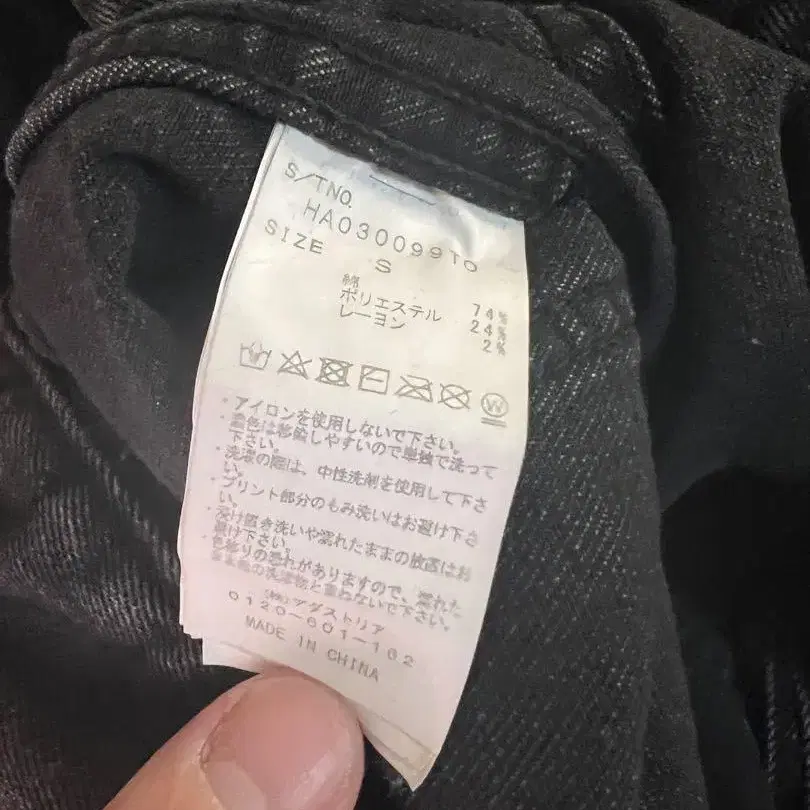 S/TNO.
HA030099TO
SIZE S
綿 74%
ポリエステル 24%
レーヨン 2%
W
・アイロンを使用しないで下さい。
・濃色は移染しやすいので単独で洗って
下さい。
・洗濯の際は、中性洗剤を使用して下さ
い。
・プリント部分のもみ洗いはお避け下さ
い。
・浸け置き洗いや濡れたままの放置はお
避け下さい。
・色移りの恐れがありますので、濡れた
まま他の洗濯物と重ねないで下さい。
(株)アダストリア
0120-601-162
MADE IN CHINA